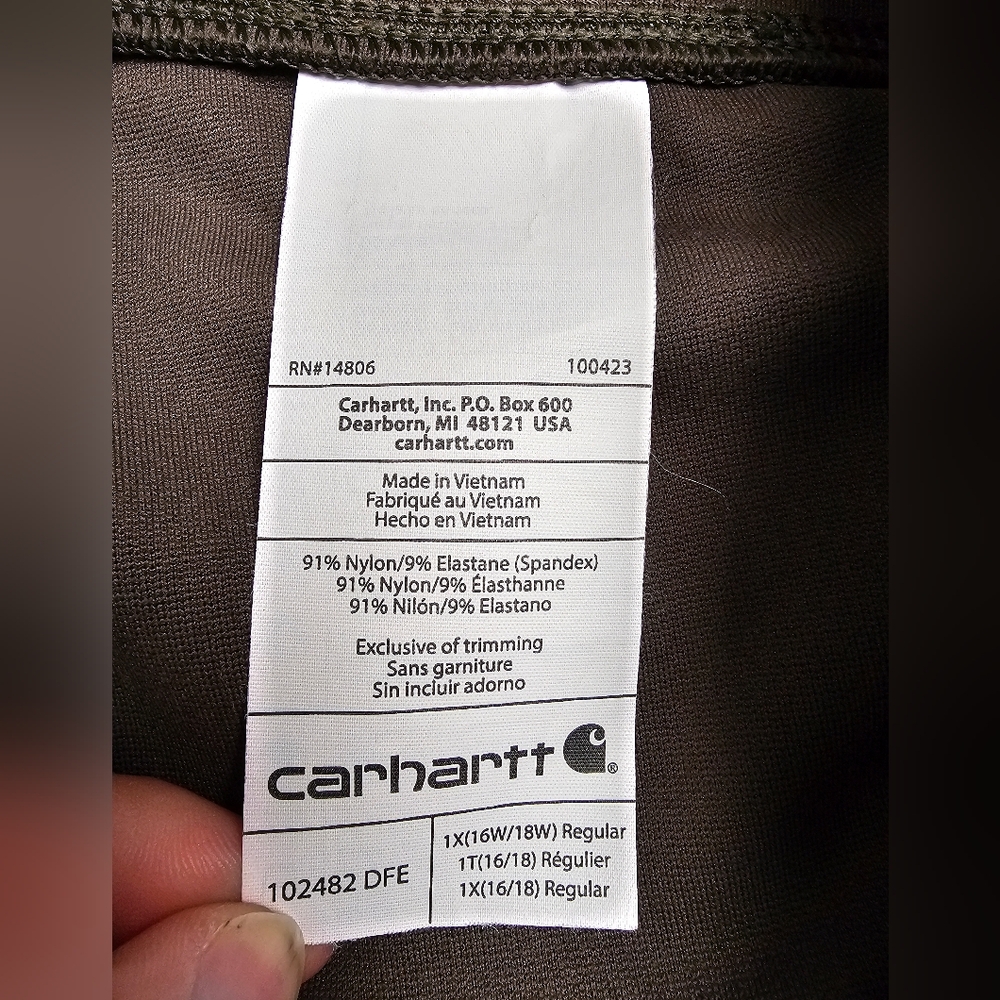 RN#14806 100423
Carhartt, Inc. P.O. Box 600
Dearborn, MI 48121 USA
carhartt.com
Made in Vietnam
Fabriqué au Vietnam
Hecho en Vietnam
91% Nylon/9% Elastane (Spandex)
91% Nylon/9% Élasthanne
91% Nilón/9% Elastano
Exclusive of trimming
Sans garniture
Sin incluir adorno
carhartt ®
102482 DFE
1X(16W/18W) Regular
1T(16/18) Régulier
1X(16/18) Regular